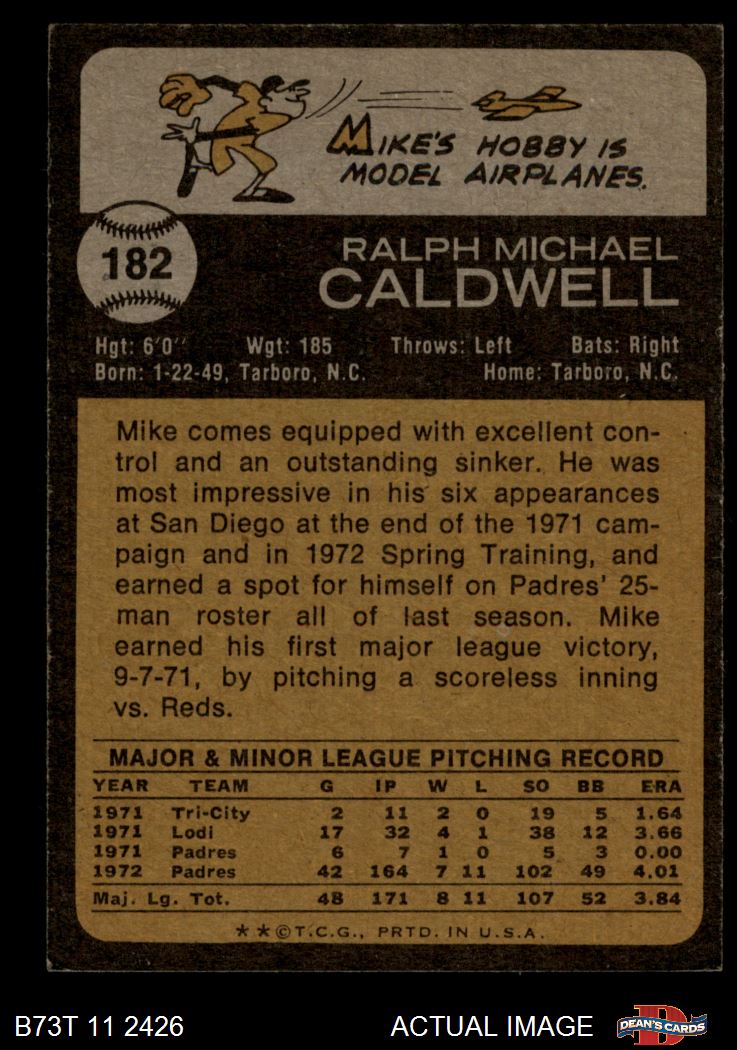 MIKE'S HOBBY IS
MODEL AIRPLANES.
182
RALPH MICHAEL
CALDWELL
Hgt: 6'0" Wgt: 185 Throws: Left Bats: Right
Born: 1-22-49, Tarboro, N.C. Home: Tarboro, N.C.
Mike comes equipped with excellent con-
trol and an outstanding sinker. He was
most impressive in his six appearances
at San Diego at the end of the 1971 cam-
paign and in 1972 Spring Training, and
earned a spot for himself on Padres' 25-
man roster all of last season. Mike
earned his first major league victory,
9-7-71, by pitching a scoreless inning
vs. Reds.
MAJOR & MINOR LEAGUE PITCHING RECORD
YEAR TEAM G IP W L SO BB ERA
1971 Tri-City 2 11 2 0 19 5 1.64
1971 Lodi 17 32 4 1 38 12 3.66
1971 Padres 6 7 1 0 5 3 0.00
1972 Padres 42 164 7 11 102 49 4.01
Maj. Lg. Tot. 48 171 8 11 107 52 3.84
**©T.C.G., PRTD. IN U.S.A.
B73T 11 2426 ACTUAL IMAGE
D
DEAN'S CARDS